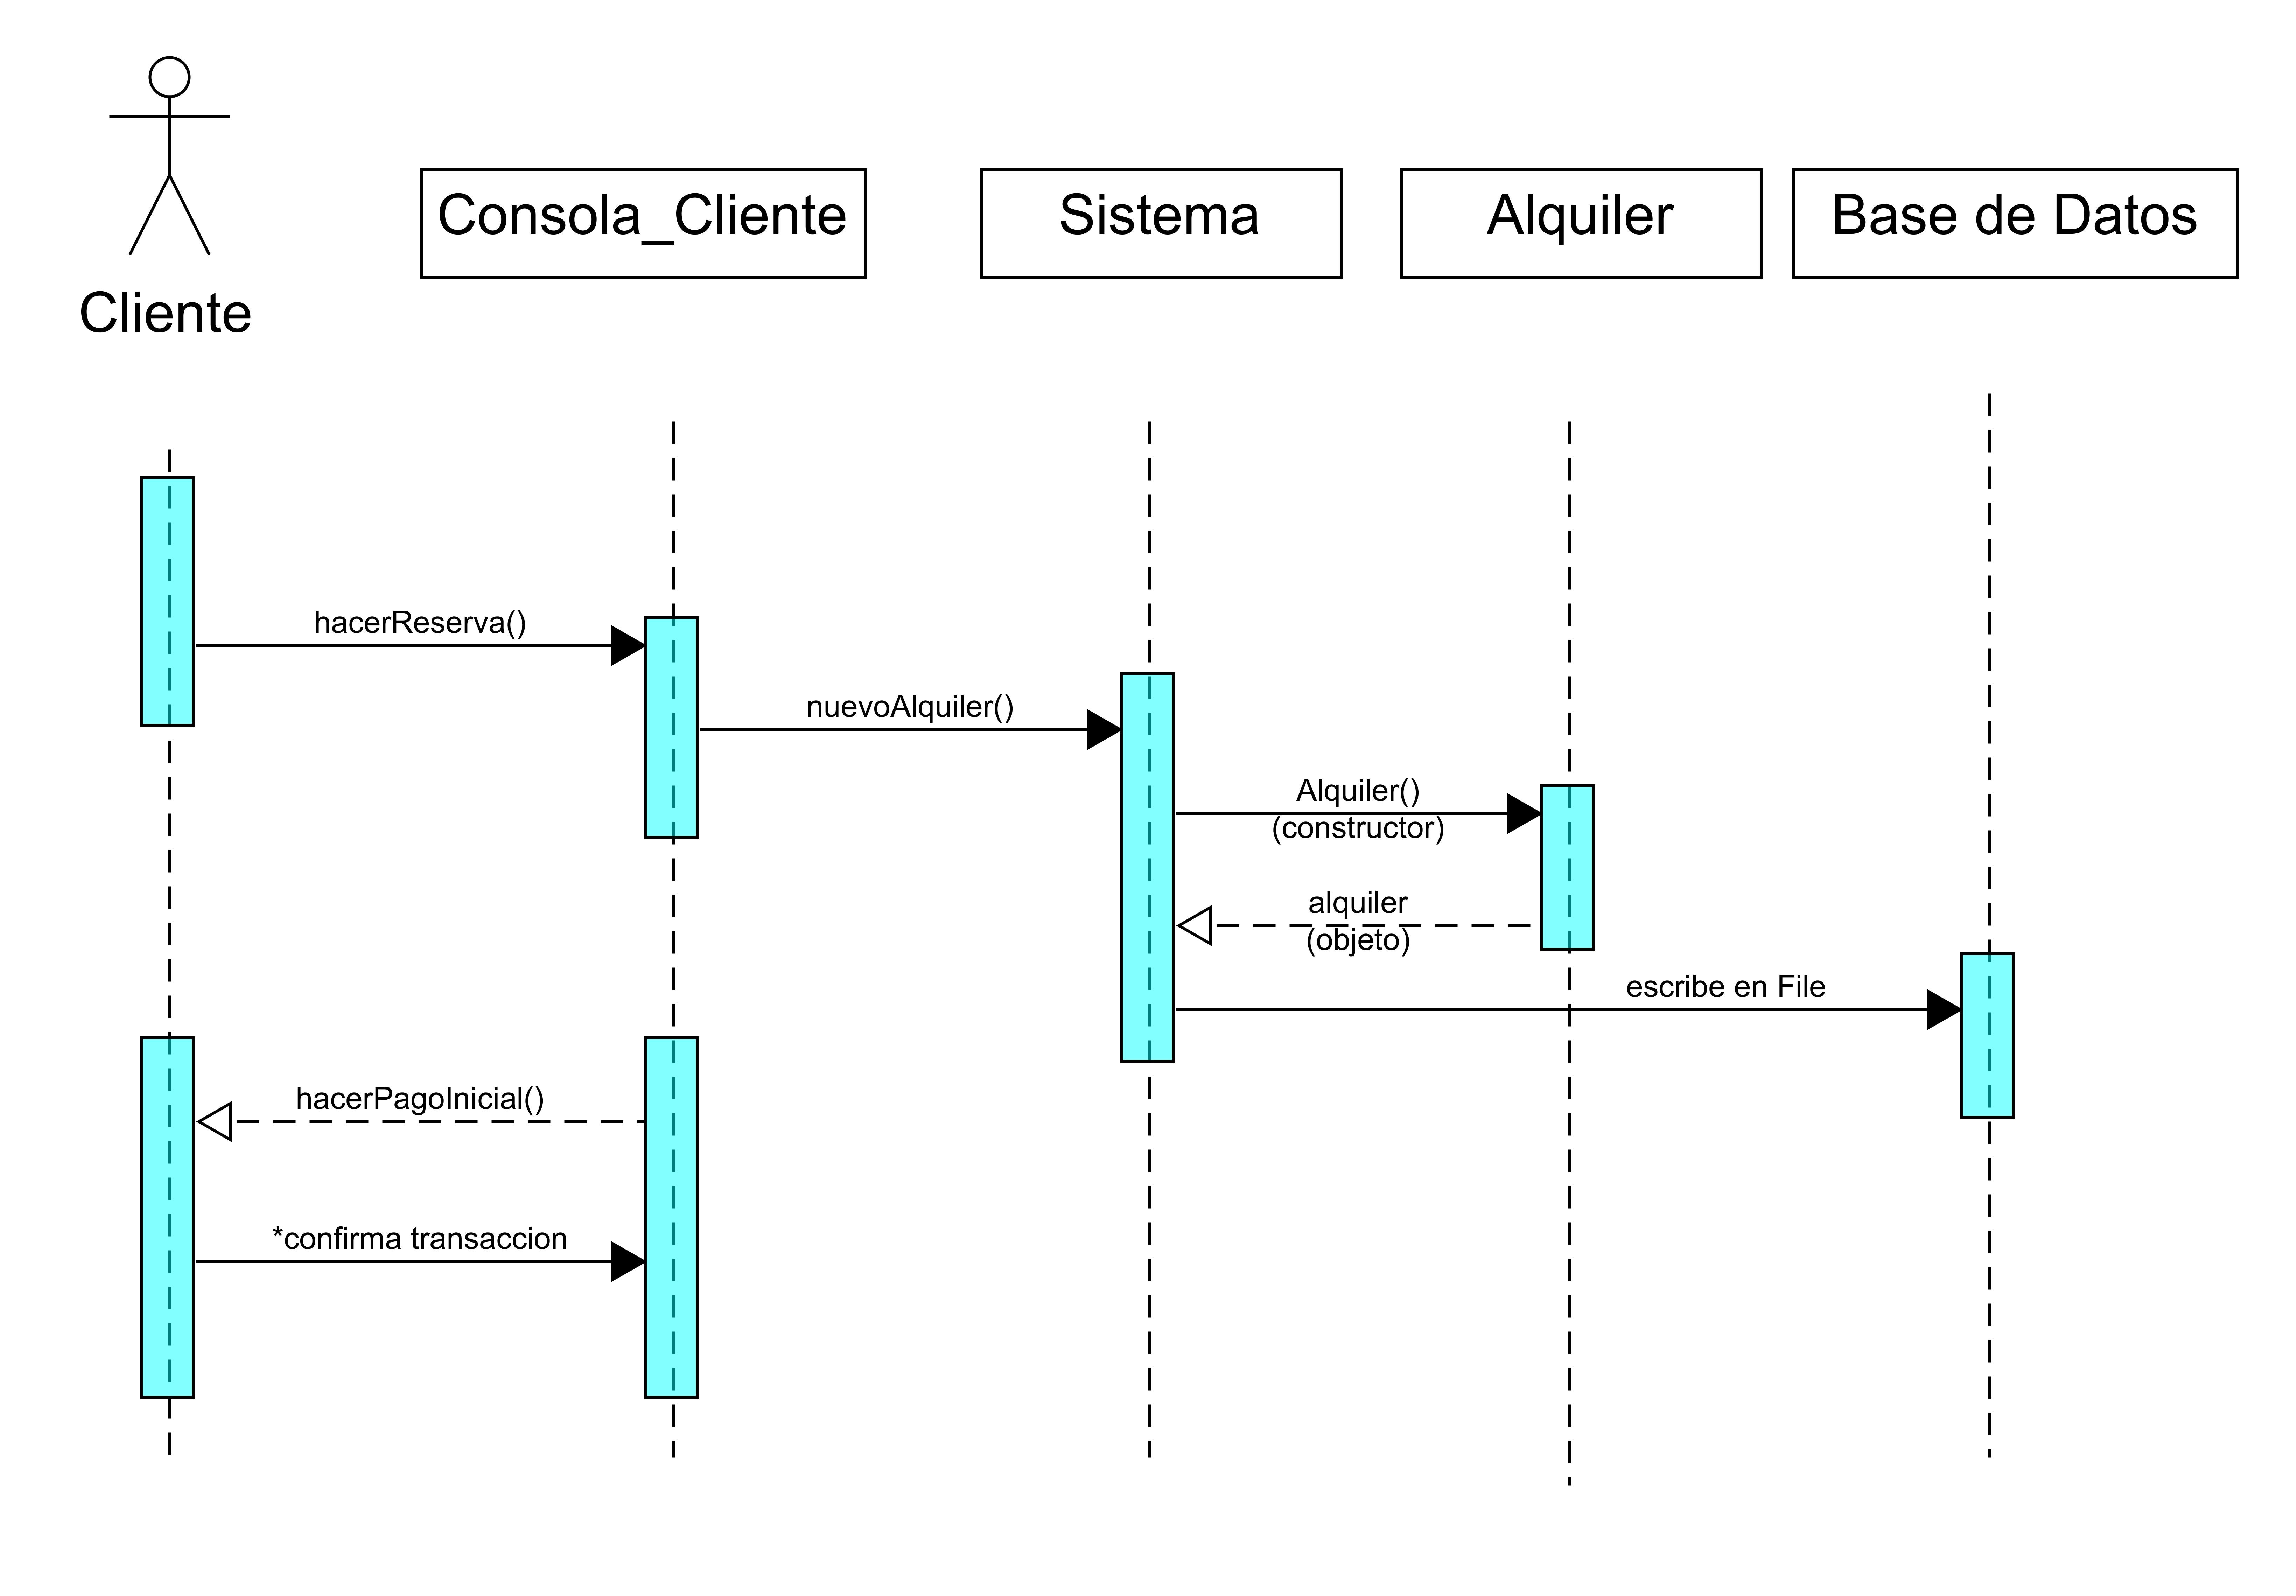 Cliente
Consola_Cliente
Sistema
Alquiler
Base de Datos
hacerReserva()
nuevoAlquiler()
Alquiler()
(constructor)
alquiler
(objeto)
escribe en File
hacerPagoInicial()
*confirma transaccion